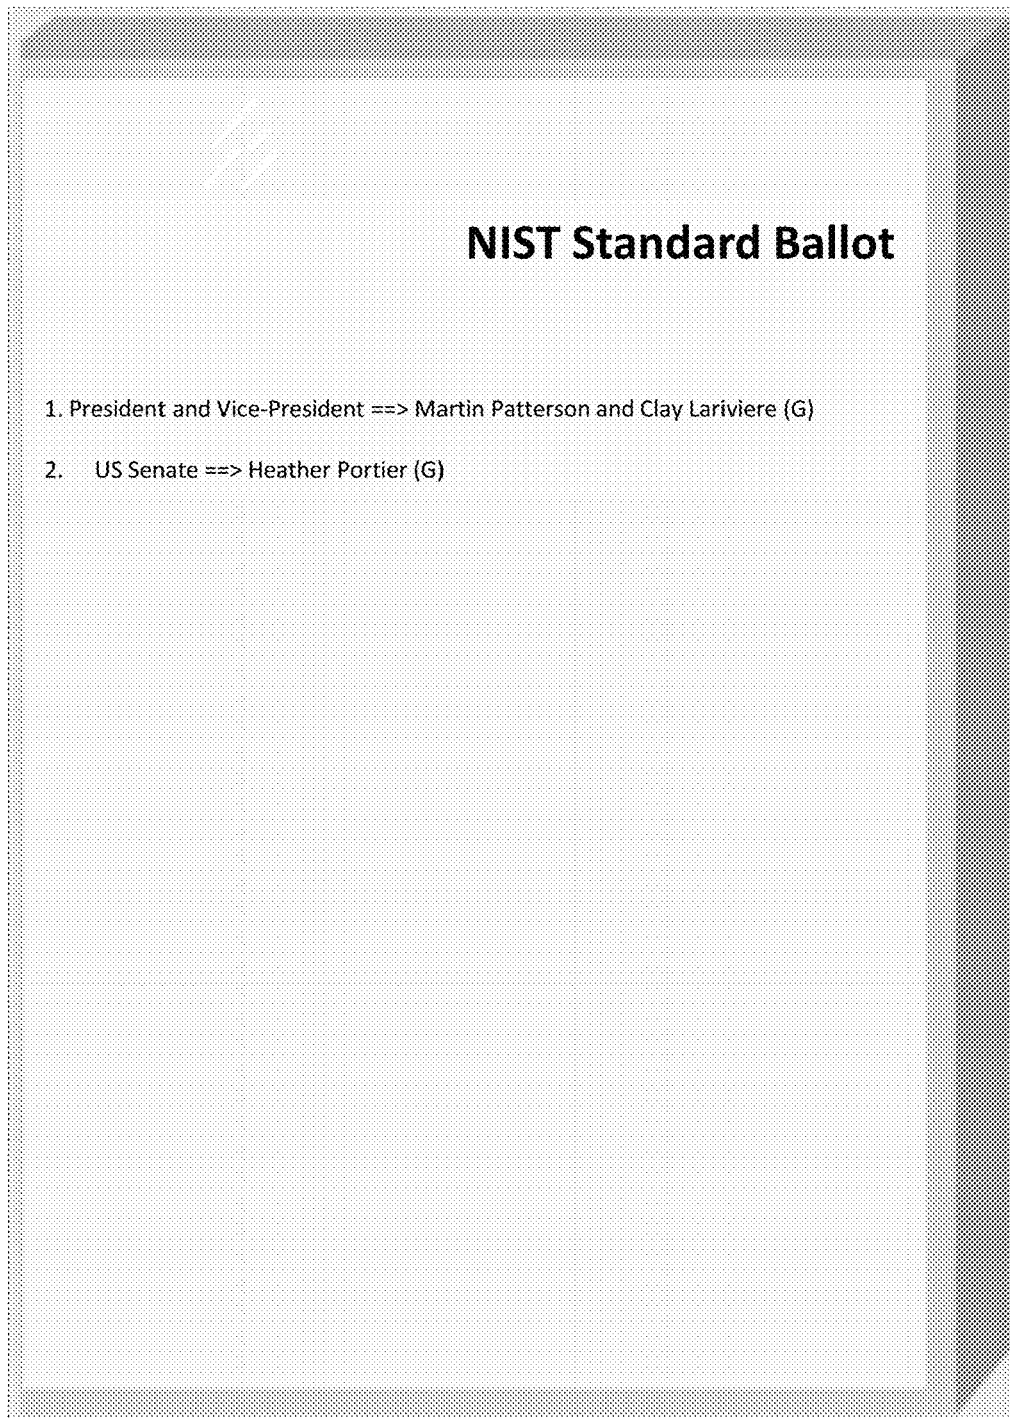 NIST Standard Ballot
1. President and Vice-President ==> Martin Patterson and Clay Lariviere (G)
2. US Senate ==> Heather Portier (G)